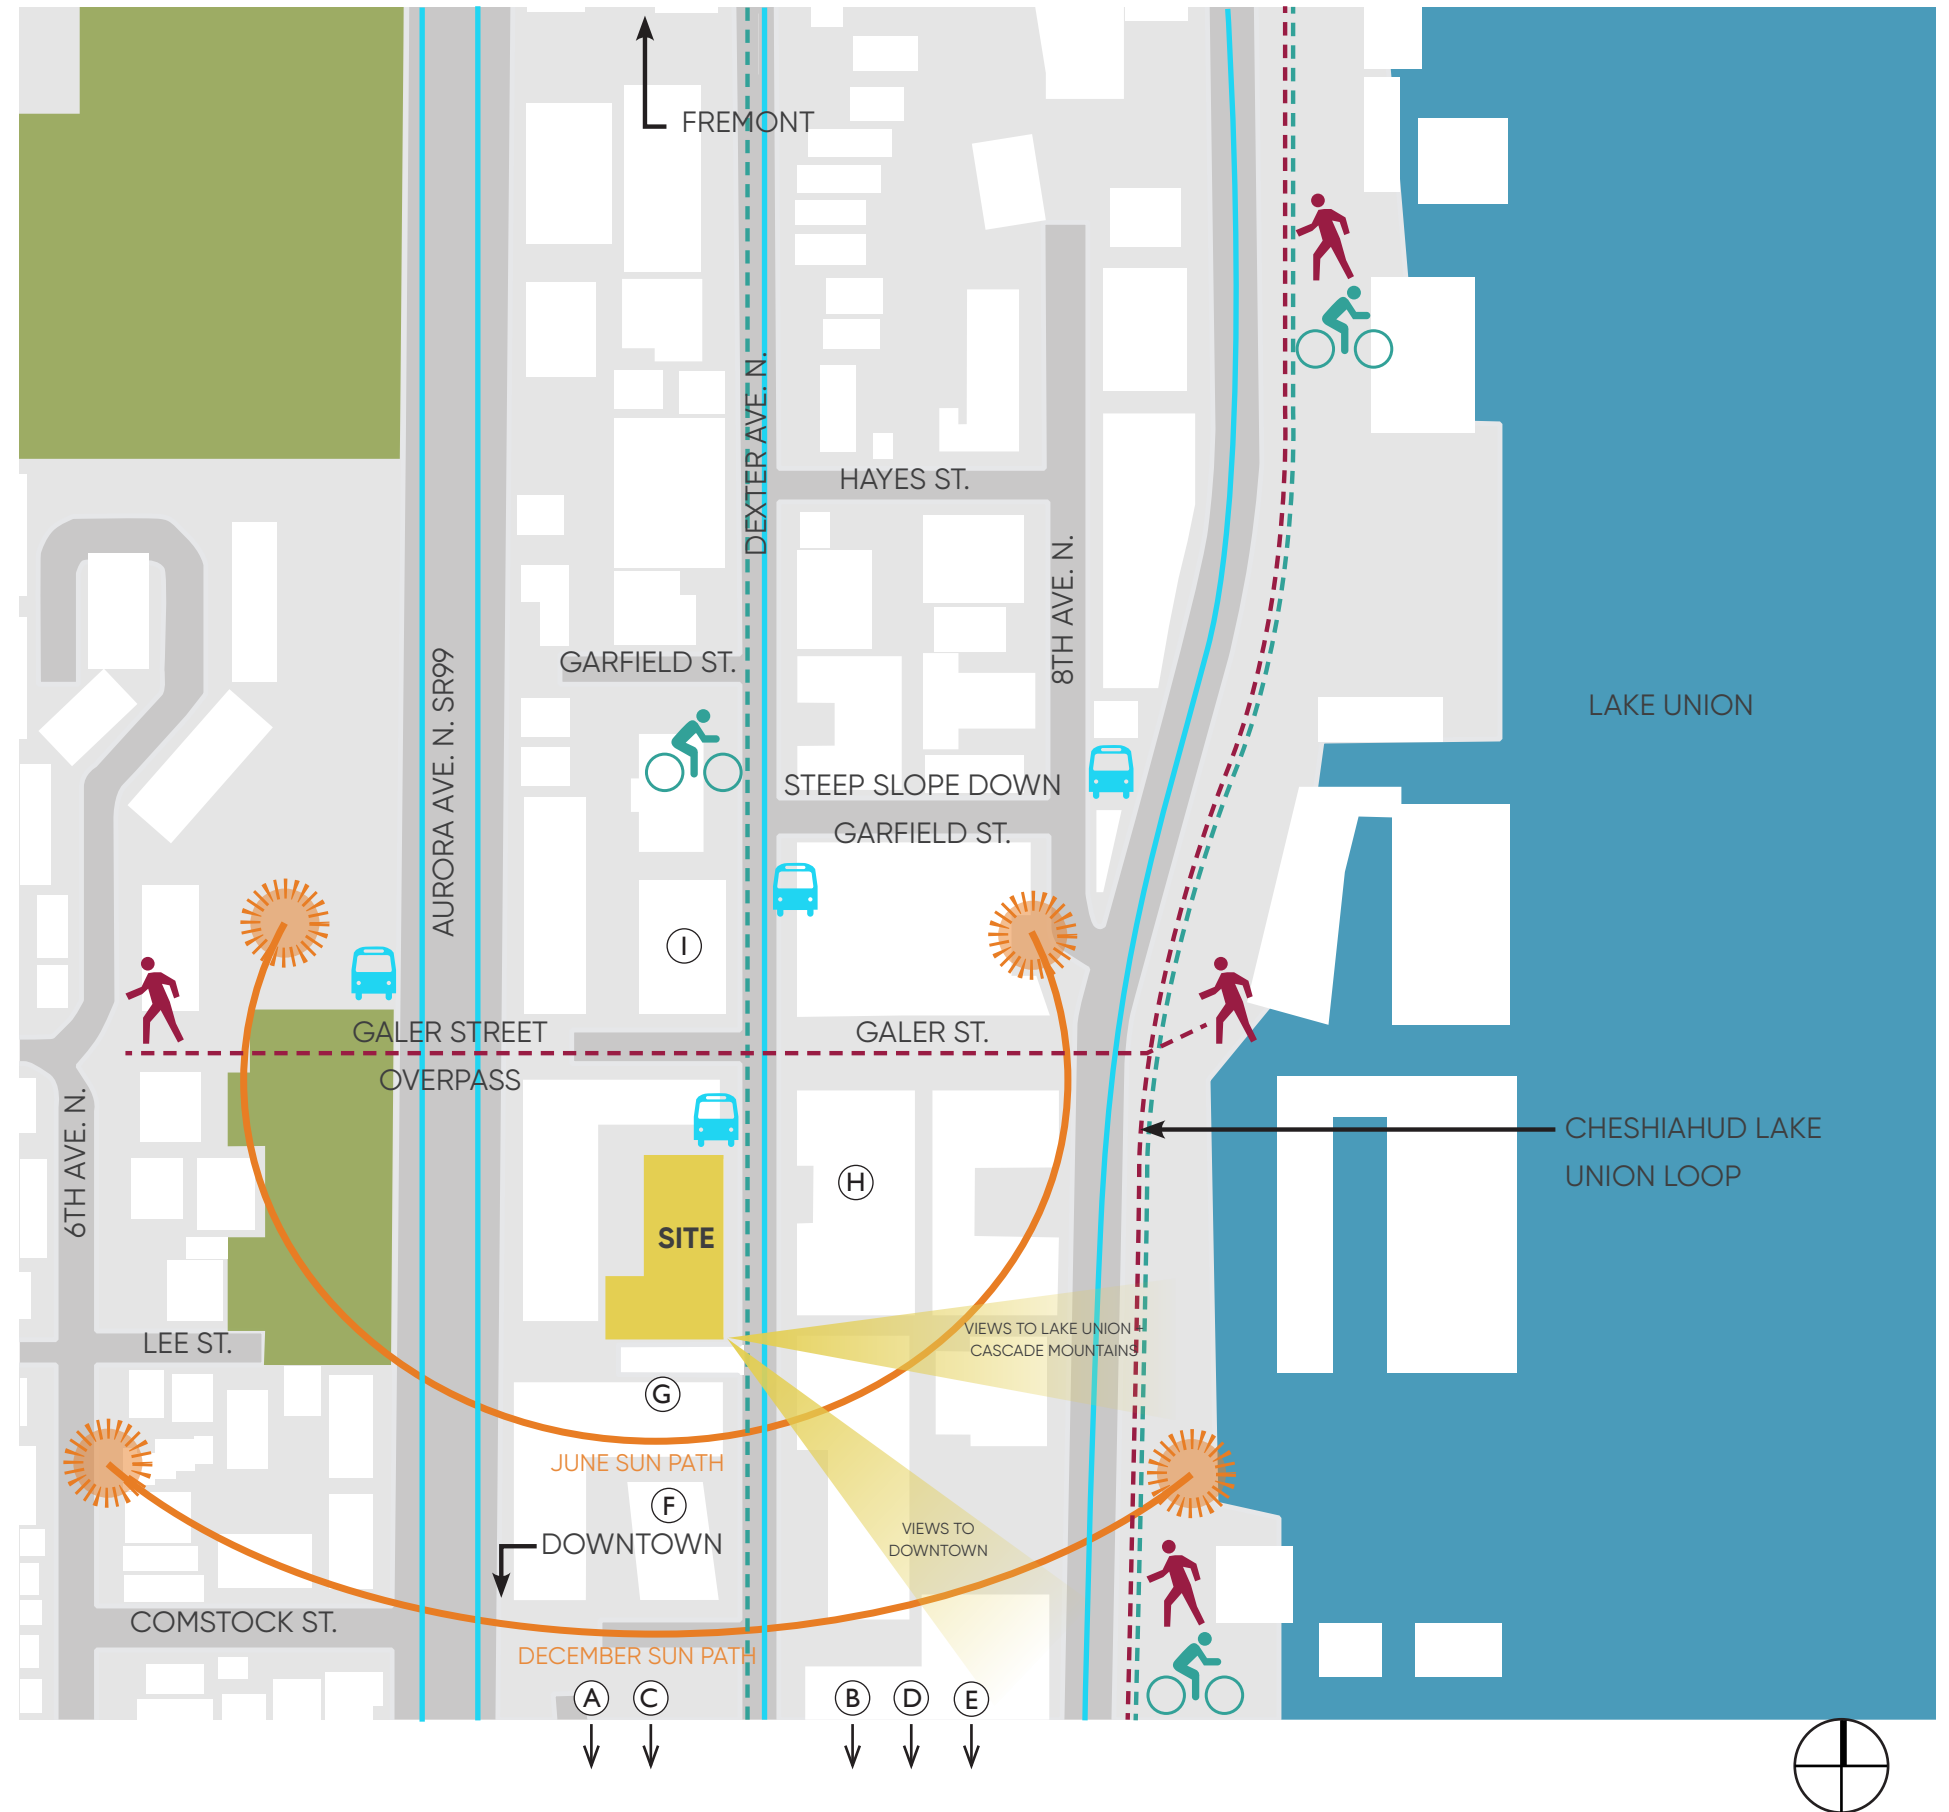 FREMONT
DEXTER AVE. N.
HAYES ST.
8TH AVE. N.
GARFIELD ST.
AURORA AVE. N. SR99
LAKE UNION
STEEP SLOPE DOWN
GARFIELD ST.
I
GALER STREET
OVERPASS
GALER ST.
6TH AVE. N.
CHESHIAHUD LAKE
UNION LOOP
H
SITE
LEE ST.
VIEWS TO LAKE UNION +
CASCADE MOUNTAINS
G
JUNE SUN PATH
F
DOWNTOWN
VIEWS TO
DOWNTOWN
COMSTOCK ST.
DECEMBER SUN PATH
A C B D E